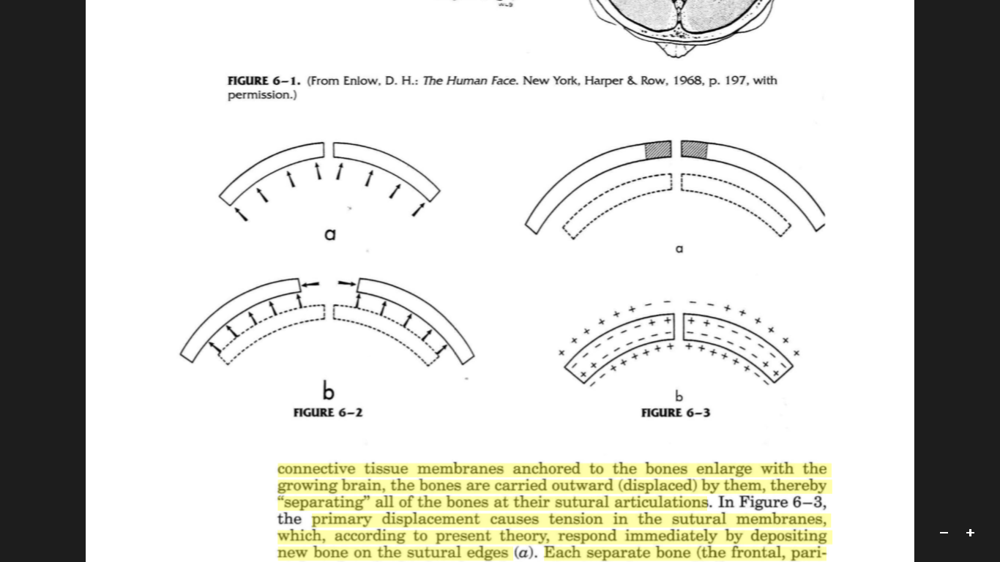 WLB
FIGURE 6–1. (From Enlow, D. H.: The Human Face. New York, Harper & Row, 1968, p. 197, with
permission.)
a
b
FIGURE 6–2
a
b
FIGURE 6–3
connective tissue membranes anchored to the bones enlarge with the
growing brain, the bones are carried outward (displaced) by them, thereby
“separating” all of the bones at their sutural articulations. In Figure 6–3,
the primary displacement causes tension in the sutural membranes,
which, according to present theory, respond immediately by depositing
new bone on the sutural edges (a). Each separate bone (the frontal, pari-